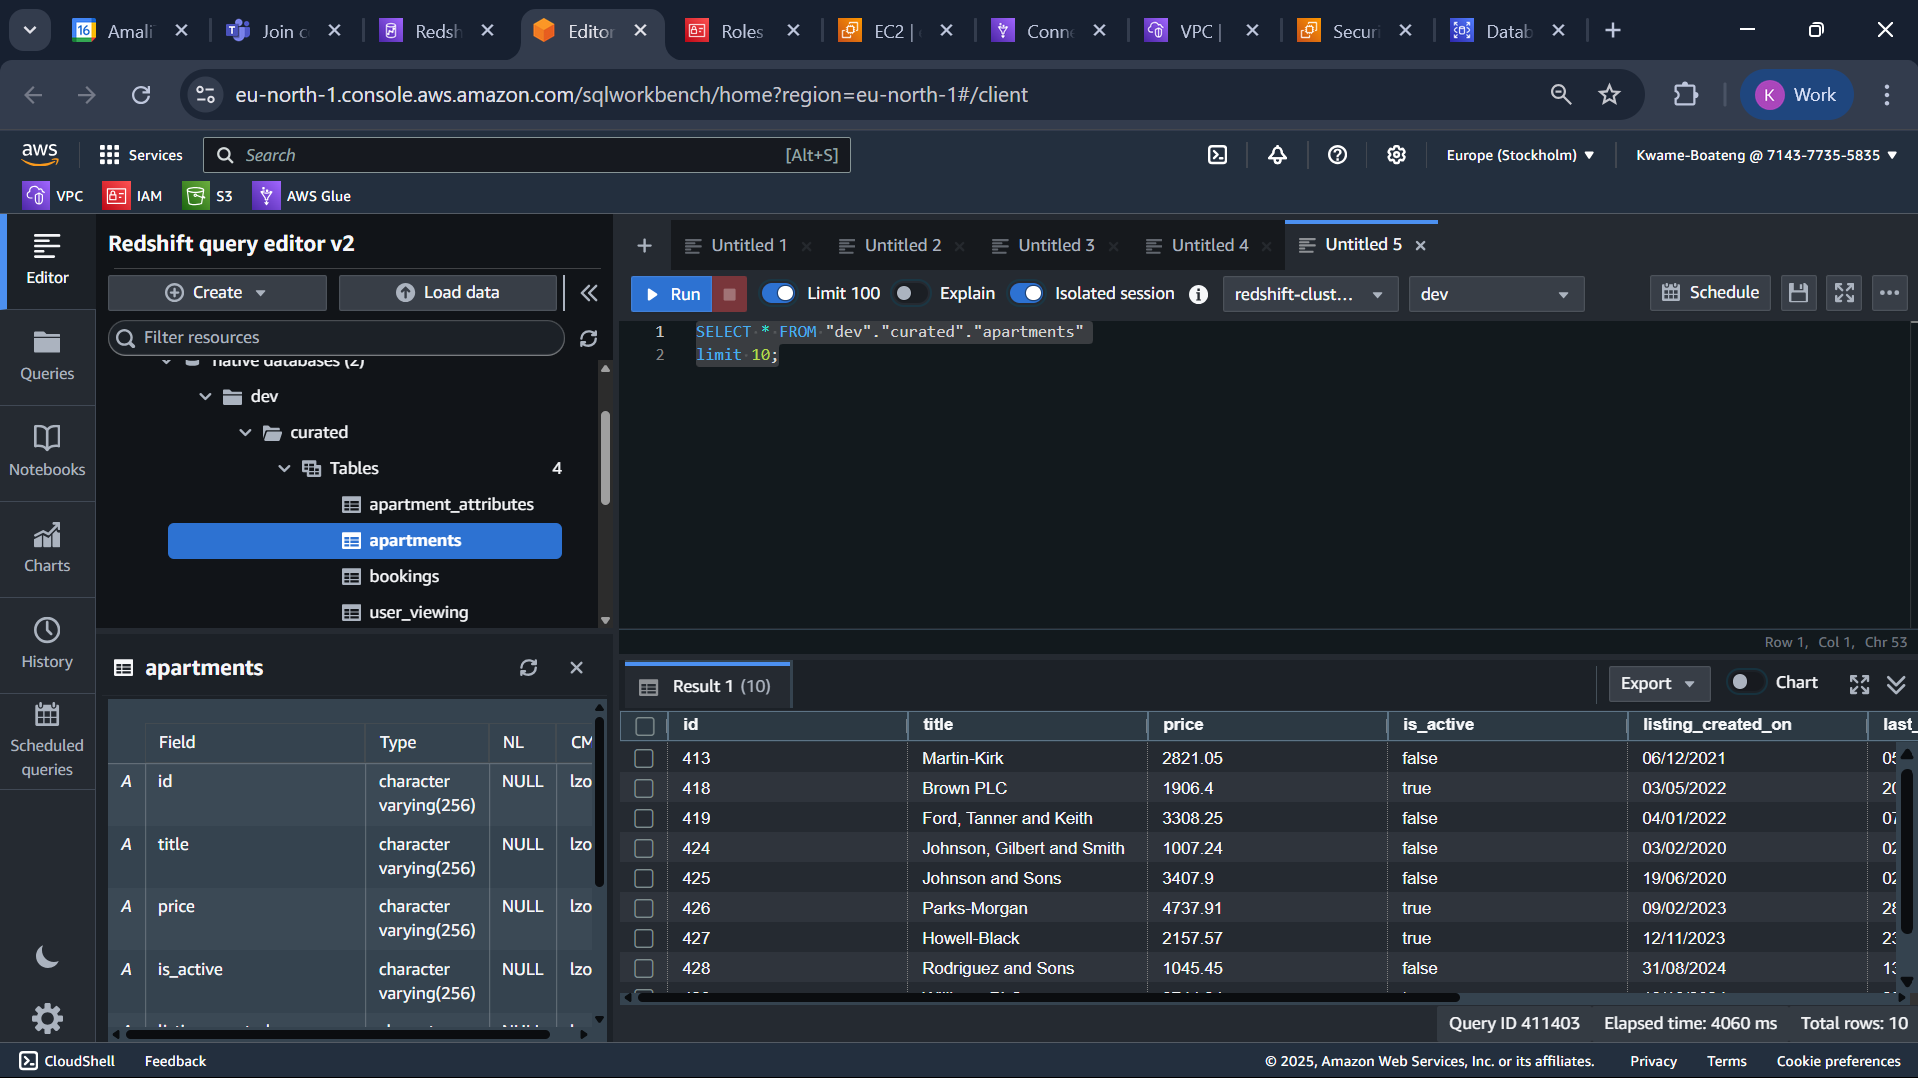 Amali
Join c
Redsh
Editor
Roles
EC2 |
Conn
VPC |
Securi
Datab
eu-north-1.console.aws.amazon.com/sqlworkbench/home?region=eu-north-1#/client
K
Work
aws
Services
Search
[Alt+S]
Europe (Stockholm)
Kwame-Boateng @ 7143-7735-5835
VPC
IAM
S3
AWS Glue
Editor
Queries
Notebooks
Charts
History
Scheduled
queries
Redshift query editor v2
Create
Load data
Filter resources
native databases (2)
dev
curated
Tables 4
apartment_attributes
apartments
bookings
user_viewing
apartments
Field Type NL CM
A id character varying(256) NULL lzo
A title character varying(256) NULL lzo
A price character varying(256) NULL lzo
A is_active character varying(256) NULL lzo
Untitled 1
Untitled 2
Untitled 3
Untitled 4
Untitled 5
Run
Limit 100
Explain
Isolated session
redshift-clust...
dev
Schedule
1 SELECT * FROM "dev"."curated"."apartments"
2 limit 10;
Row 1, Col 1, Chr 53
Result 1 (10)
Export
Chart
id title price is_active listing_created_on last_
413 Martin-Kirk 2821.05 false 06/12/2021 05
418 Brown PLC 1906.4 true 03/05/2022 20
419 Ford, Tanner and Keith 3308.25 false 04/01/2022 07
424 Johnson, Gilbert and Smith 1007.24 false 03/02/2020 02
425 Johnson and Sons 3407.9 false 19/06/2020 02
426 Parks-Morgan 4737.91 true 09/02/2023 28
427 Howell-Black 2157.57 true 12/11/2023 23
428 Rodriguez and Sons 1045.45 false 31/08/2024 13
Query ID 411403 Elapsed time: 4060 ms Total rows: 10
CloudShell
Feedback
© 2025, Amazon Web Services, Inc. or its affiliates.
Privacy
Terms
Cookie preferences